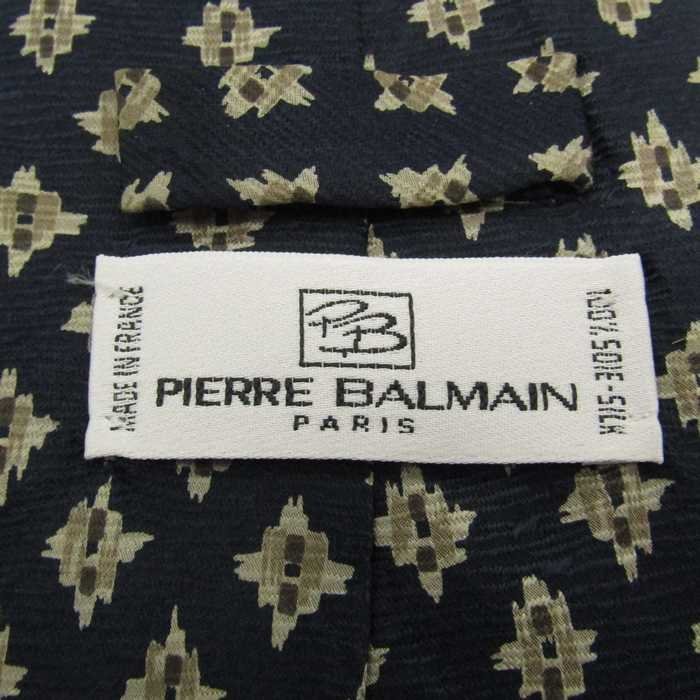 MADE IN FRANCE
PB
PIERRE BALMAIN
PARIS
100% SOIE-SILK